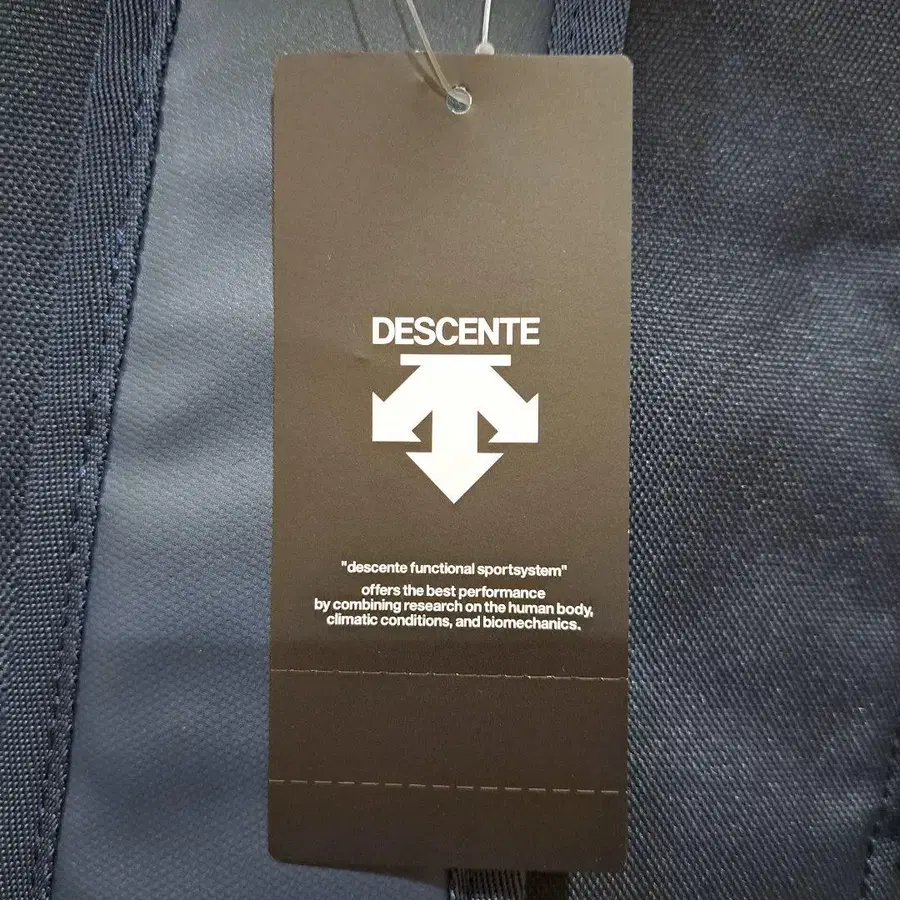 DESCENTE
"descente functional sportsystem"
offers the best performance
by combining research on the human body,
climatic conditions, and biomechanics.